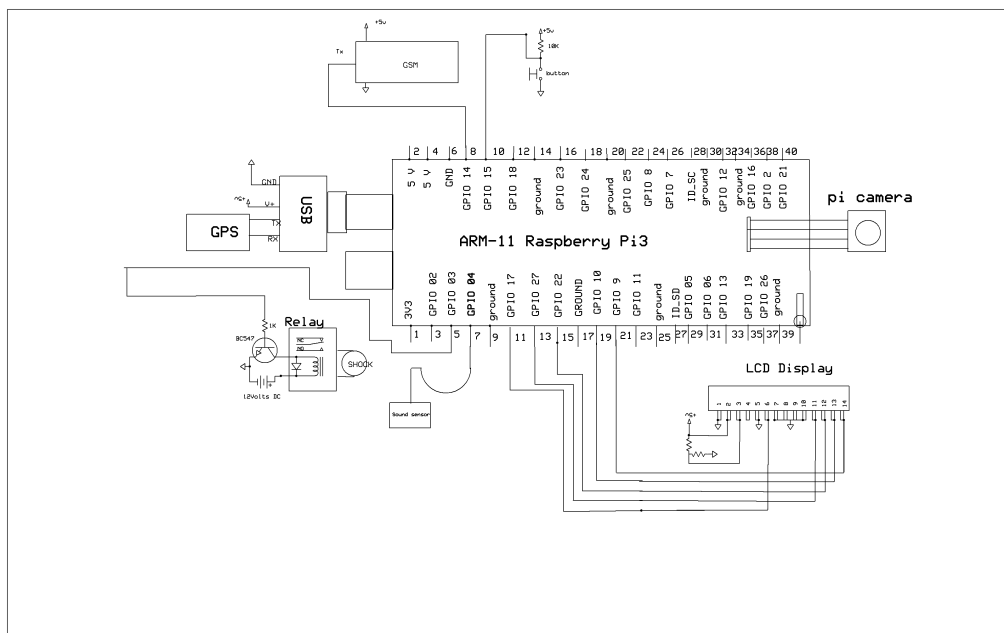 +5v
Tx
GSM
+5v
10K
button
2 4 6 8 10 12 14 16 18 20 22 24 26 28 30 32 34 36 38 40
5 V
5 V
GND
GPIO 14
GPIO 15
GPIO 18
ground
GPIO 23
GPIO 24
ground
GPIO 25
GPIO 8
GPIO 7
ID_SC
ground
GPIO 12
ground
GPIO 16
GPIO 2
GPIO 21
GND
V+
TX
RX
USB
GPS
ARM-11 Raspberry Pi3
pi camera
3V3
GPIO 02
GPIO 03
GPIO 04
ground
GPIO 17
GPIO 27
GPIO 22
GROUND
GPIO 10
GPIO 9
GPIO 11
ground
ID_SD
GPIO 05
GPIO 06
GPIO 13
GPIO 19
GPIO 26
ground
1 3 5 7 9 11 13 15 17 19 21 23 25 27 29 31 33 35 37 39
1K
Relay
BC547
NC
NO
SHOCK
12Volts DC
Sound sensor
LCD Display
1 2 3 4 5 6 7 8 9 10 11 12 13 14